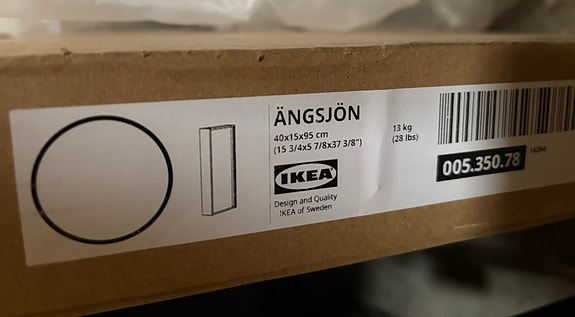 ÄNGSJÖN
40x15x95 cm
(15 3/4x5 7/8x37 3/8")
IKEA
Design and Quality
IKEA of Sweden
13 kg
(28 lbs)
005.350.78